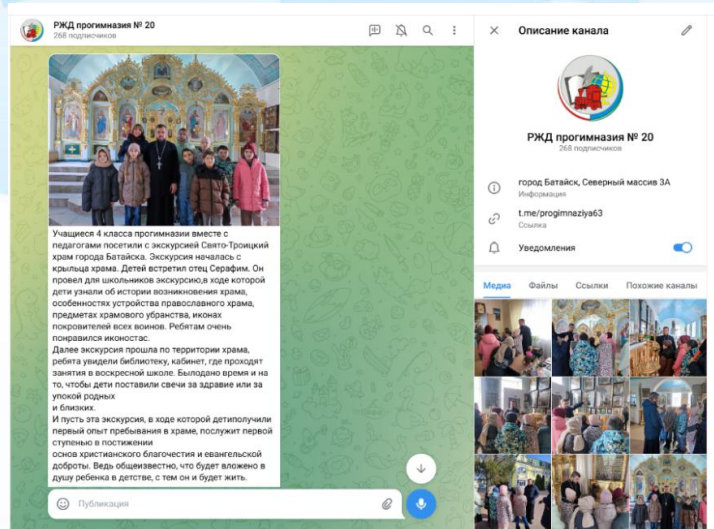 РЖД прогимназия № 20
268 подписчиков
Учащиеся 4 класса прогимназии вместе с
педагогами посетили с экскурсией Свято-Троицкий
храм города Батайска. Экскурсия началась с
крыльца храма. Детей встретил отец Серафим. Он
провел для школьников экскурсию,в ходе которой
дети узнали об истории возникновения храма,
особенностях устройства православного храма,
предметах храмового убранства, иконах
покровителей всех воинов. Ребятам очень
понравился иконостас.
Далее экскурсия прошла по территории храма,
ребята увидели библиотеку, кабинет, где проходят
занятия в воскресной школе. Былодано время и на
то, чтобы дети поставили свечи за здравие или за
упокой родных
и близких.
И пусть эта экскурсия, в ходе которой детиполучили
первый опыт пребывания в храме, послужит первой
ступенью в постижении
основ христианского благочестия и евангельской
доброты. Ведь общеизвестно, что будет вложено в
душу ребенка в детстве, с тем он и будет жить.
Публикация
Описание канала
РЖД прогимназия № 20
268 подписчиков
город Батайск, Северный массив 3А
Информация
t.me/progimnaziya63
Ссылка
Уведомления
Медиа Файлы Ссылки Похожие каналы